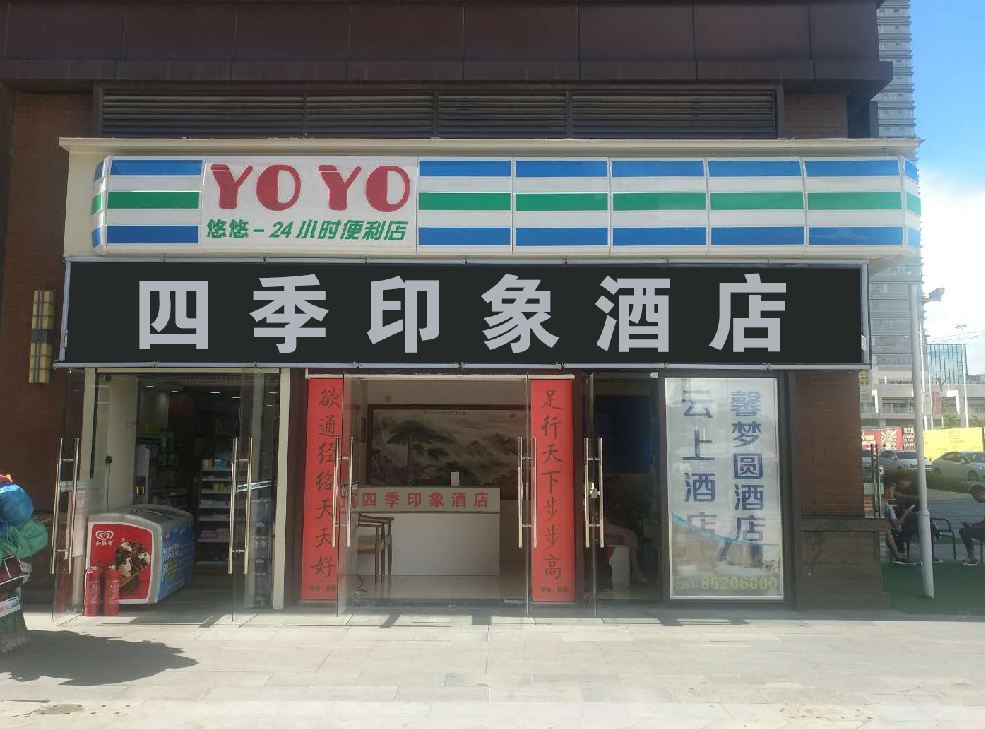 YOYO
悠悠-24小时便利店
四季印象酒店
欲通经络天天好
足行天下步步高
四季印象酒店
馨梦圆酒店
云上酒店
86206000